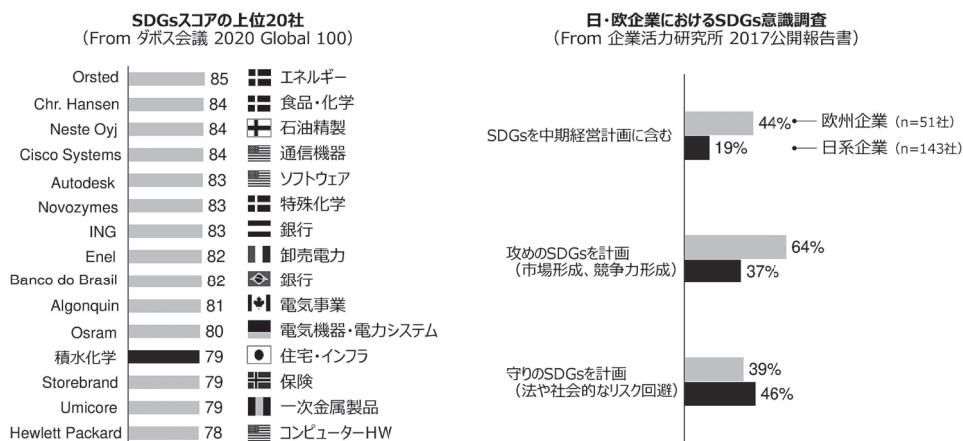 SDGsスコアの上位20社
（From ダボス会議 2020 Global 100）
Orsted 85 エネルギー
Chr. Hansen 84 食品・化学
Neste Oyj 84 石油精製
Cisco Systems 84 通信機器
Autodesk 83 ソフトウェア
Novozymes 83 特殊化学
ING 83 銀行
Enel 82 卸売電力
Banco do Brasil 82 銀行
Algonquin 81 電気事業
Osram 80 電気機器・電力システム
積水化学 79 住宅・インフラ
Storebrand 79 保険
Umicore 79 一次金属製品
Hewlett Packard 78 コンピューターHW
日・欧企業におけるSDGs意識調査
（From 企業活力研究所 2017公開報告書）
SDGsを中期経営計画に含む
44% 欧州企業（n=51社）
19% 日系企業（n=143社）
攻めのSDGsを計画
（市場形成、競争力形成）
64%
37%
守りのSDGsを計画
（法や社会的なリスク回避）
39%
46%